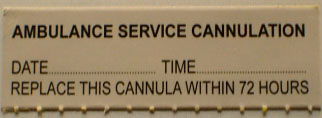 AMBULANCE SERVICE CANNULATION
DATE........................... TIME.............................
REPLACE THIS CANNULA WITHIN 72 HOURS